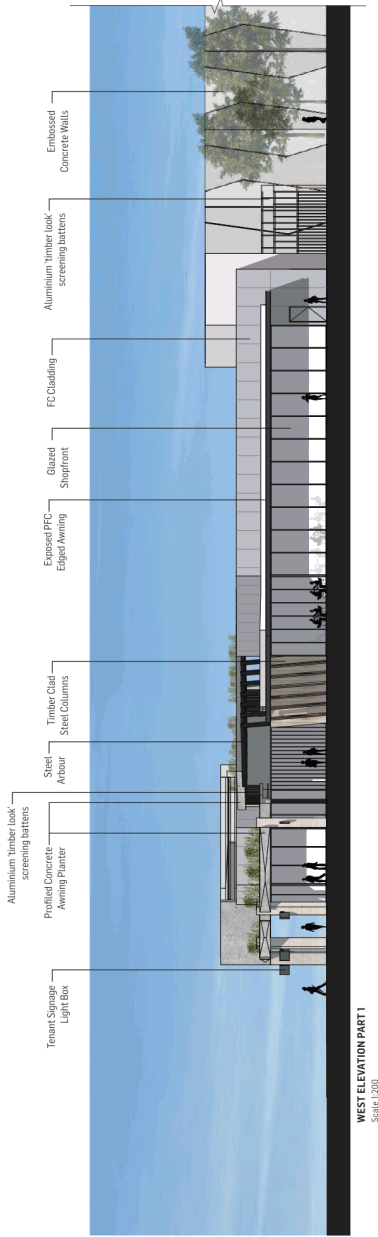 Tenant Signage
Light Box
Aluminium 'timber look'
screening battens
Profiled Concrete
Awning Planter
Steel
Arbour
Timber Clad
Steel Columns
Exposed PFC
Edged Awning
Glazed
Shopfront
FC Cladding
Aluminium 'timber look'
screening battens
Embossed
Concrete Walls
WEST ELEVATION PART 1
Scale 1:200